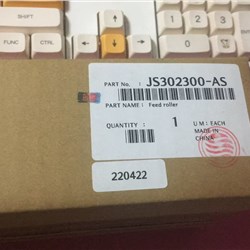 SHIFT
FUNC
CTRL
PART No. : JS302300-AS
PART NAME : Feed roller
QUANTITY : 1 U.M: EACH
MADE IN
CHINA
220422